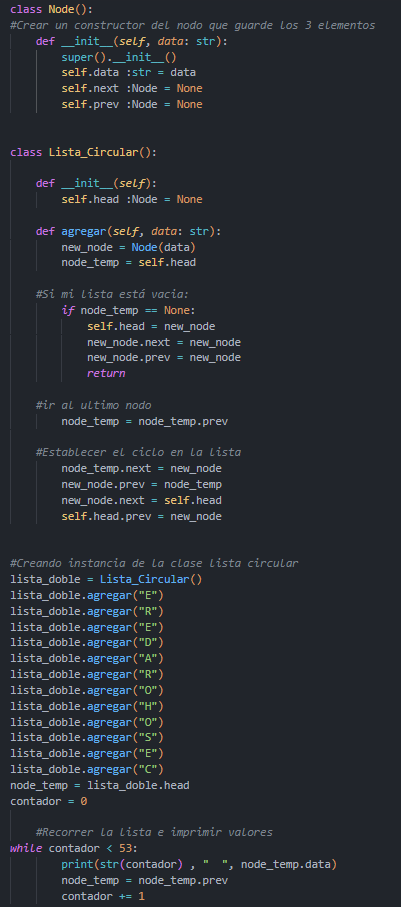 class Node():
#Crear un constructor del nodo que guarde los 3 elementos
    def __init__(self, data: str):
        super().__init__()
        self.data :str = data
        self.next :Node = None
        self.prev :Node = None


class Lista_Circular():

    def __init__(self):
        self.head :Node = None

    def agregar(self, data: str):
        new_node = Node(data)
        node_temp = self.head

    #Si mi lista está vacia:
        if node_temp == None:
            self.head = new_node
            new_node.next = new_node
            new_node.prev = new_node
            return

    #ir al ultimo nodo
        node_temp = node_temp.prev

    #Establecer el ciclo en la lista
        node_temp.next = new_node
        new_node.prev = node_temp
        new_node.next = self.head
        self.head.prev = new_node


#Creando instancia de la clase lista circular
lista_doble = Lista_Circular()
lista_doble.agregar("E")
lista_doble.agregar("R")
lista_doble.agregar("E")
lista_doble.agregar("D")
lista_doble.agregar("A")
lista_doble.agregar("R")
lista_doble.agregar("O")
lista_doble.agregar("H")
lista_doble.agregar("O")
lista_doble.agregar("S")
lista_doble.agregar("E")
lista_doble.agregar("C")
node_temp = lista_doble.head
contador = 0

    #Recorrer la lista e imprimir valores
while contador < 53:
        print(str(contador) , "  ", node_temp.data)
        node_temp = node_temp.prev
        contador += 1